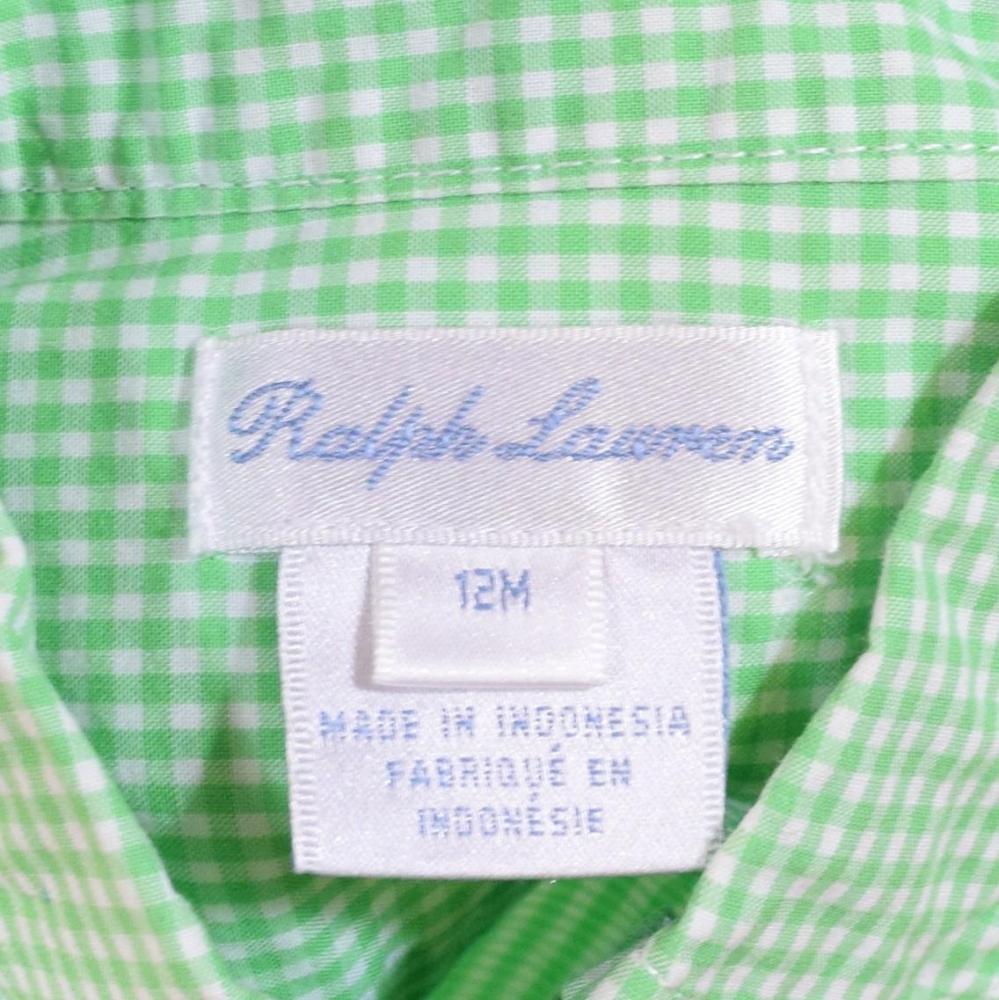 Ralph Lauren
12M
MADE IN INDONESIA
FABRIQUÉ EN
INDONÉSIE